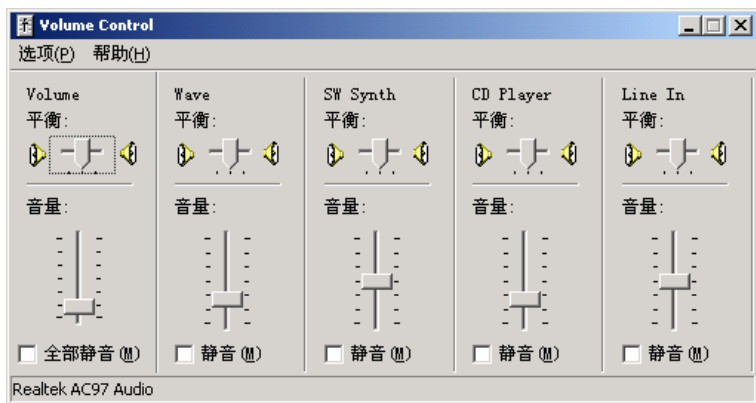 Volume Control
选项(P) 帮助(H)
Volume Wave SW Synth CD Player Line In
平衡: 平衡: 平衡: 平衡: 平衡:
音量: 音量: 音量: 音量: 音量:
全部静音(M) 静音(M) 静音(M) 静音(M) 静音(M)
Realtek AC97 Audio